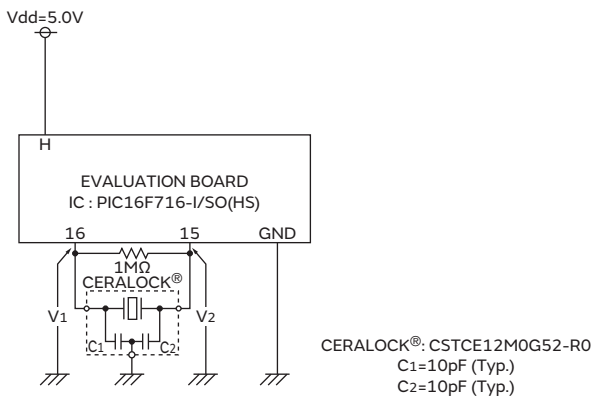 Vdd=5.0V
H
EVALUATION BOARD
IC : PIC16F716-I/SO(HS)
16
15
GND
1MΩ
CERALOCK®
V1
V2
C1
C2
CERALOCK®: CSTCE12M0G52-R0
C1=10pF (Typ.)
C2=10pF (Typ.)